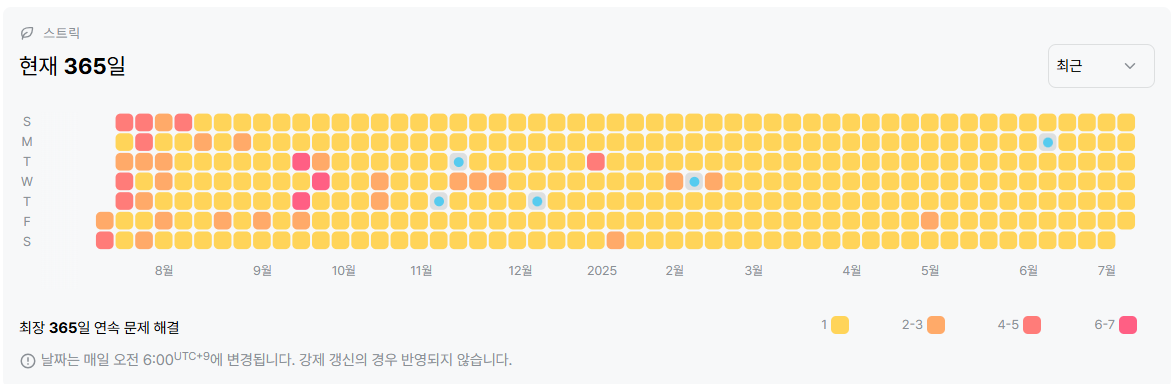 스트릭
현재 365일
최근
S
M
T
W
T
F
S
8월 9월 10월 11월 12월 2025 2월 3월 4월 5월 6월 7월
최장 365일 연속 문제 해결
1 2-3 4-5 6-7
날짜는 매일 오전 6:00UTC+9에 변경됩니다. 강제 갱신의 경우 반영되지 않습니다.